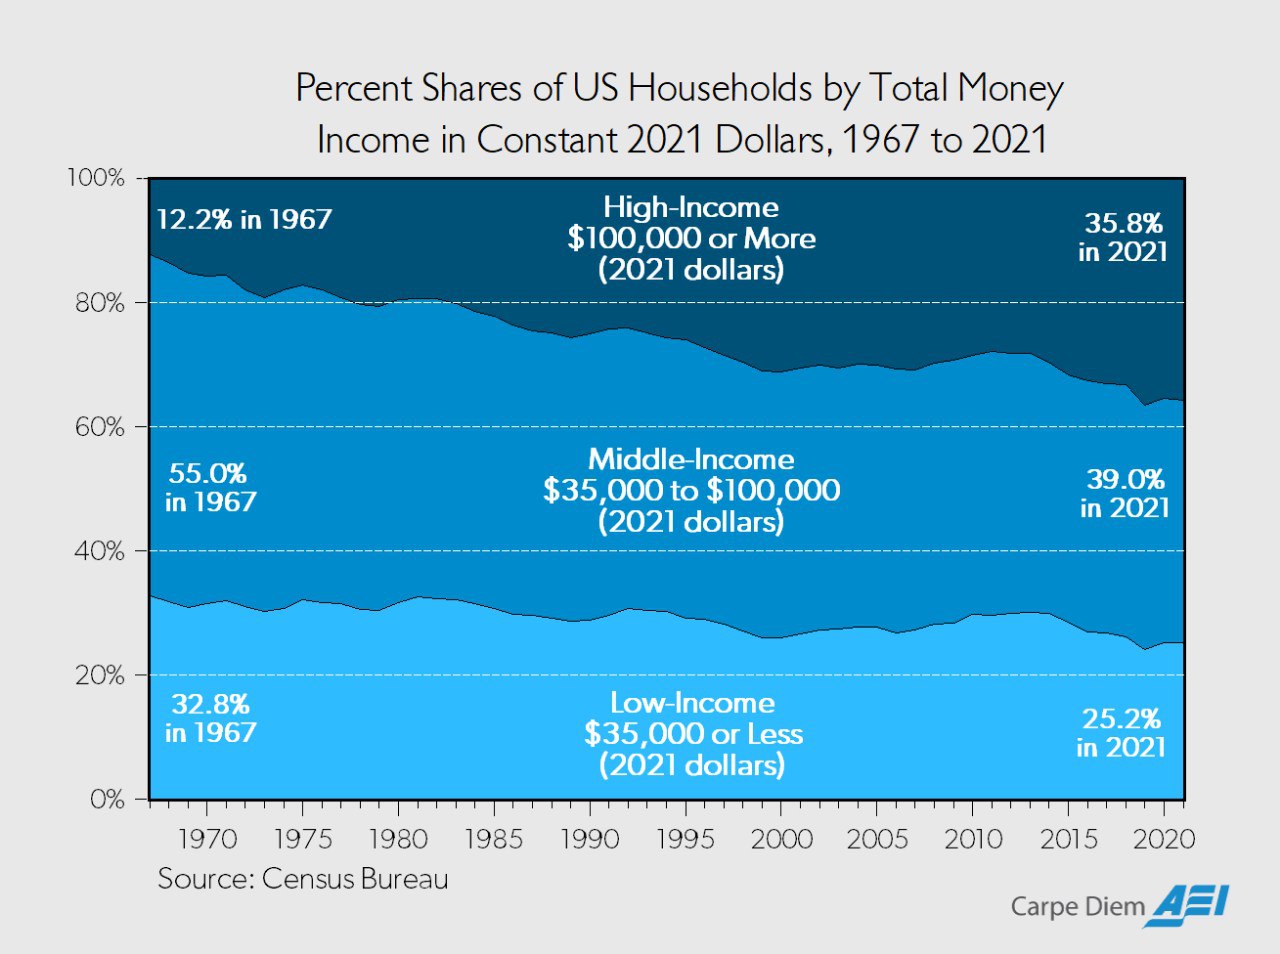 Percent Shares of US Households by Total Money
Income in Constant 2021 Dollars, 1967 to 2021
100%
80%
60%
40%
20%
0%
12.2% in 1967
High-Income
$100,000 or More
(2021 dollars)
35.8%
in 2021
55.0%
in 1967
Middle-Income
$35,000 to $100,000
(2021 dollars)
39.0%
in 2021
32.8%
in 1967
Low-Income
$35,000 or Less
(2021 dollars)
25.2%
in 2021
1970 1975 1980 1985 1990 1995 2000 2005 2010 2015 2020
Source: Census Bureau
Carpe Diem AEI